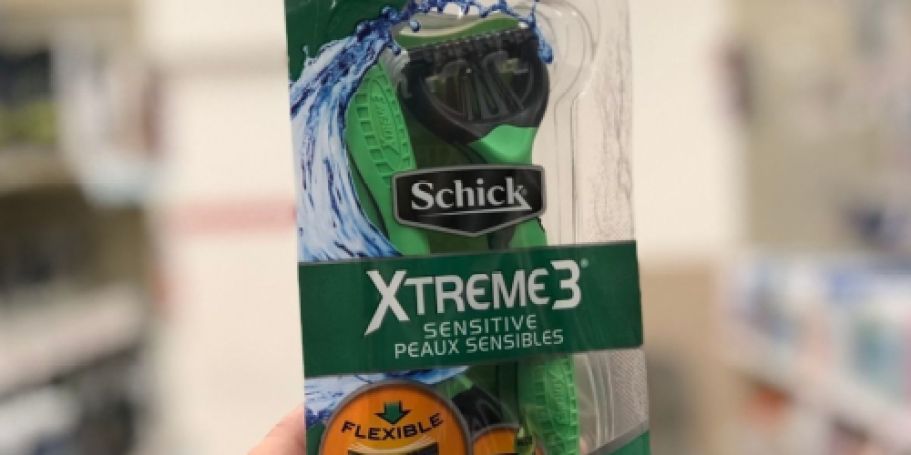 Schick®
XTREME3®
SENSITIVE
PEAUX SENSIBLES
FLEXIBLE